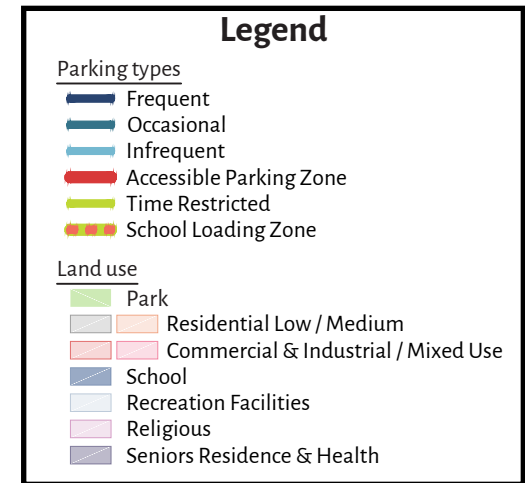 Legend
Parking types
Frequent
Occasional
Infrequent
Accessible Parking Zone
Time Restricted
School Loading Zone
Land use
Park
Residential Low / Medium
Commercial & Industrial / Mixed Use
School
Recreation Facilities
Religious
Seniors Residence & Health